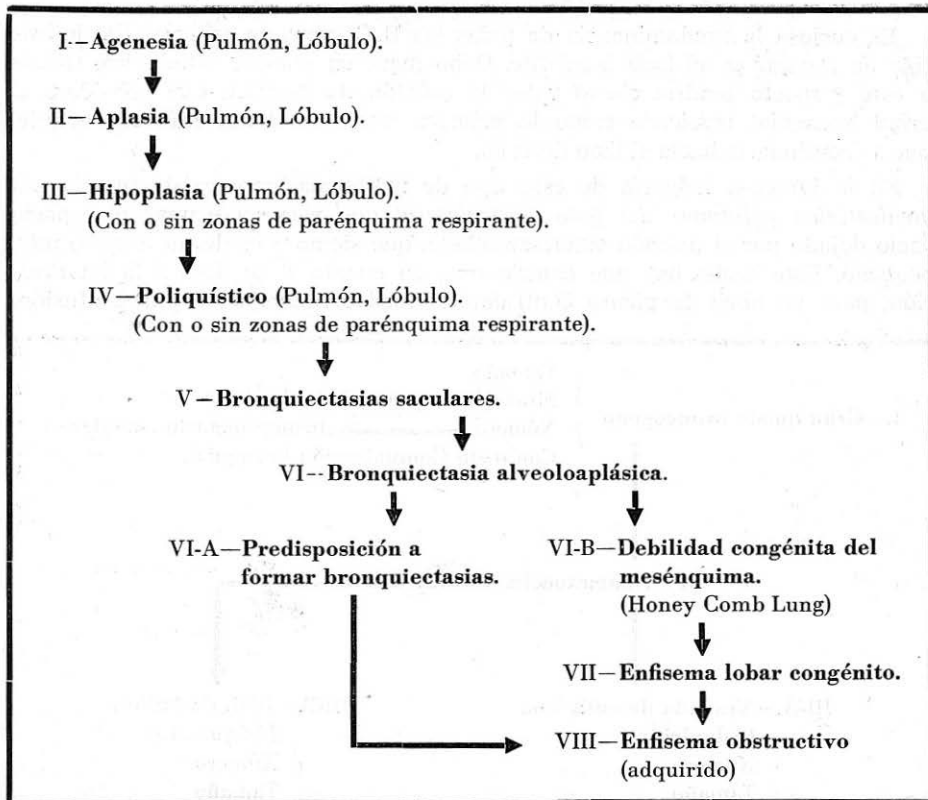 I.—Agenesia (Pulmón, Lóbulo).
II—Aplasia (Pulmón, Lóbulo).
III—Hipoplasia (Pulmón, Lóbulo).
(Con o sin zonas de parénquima respirante).
IV—Poliquístico (Pulmón, Lóbulo).
(Con o sin zonas de parénquima respirante).
V—Bronquiectasias saculares.
VI--Bronquiectasia alveoloaplásica.
VI-A—Predisposición a
formar bronquiectasias.
VI-B—Debilidad congénita del
mesénquima.
(Honey Comb Lung)
VII—Enfisema lobar congénito.
VIII—Enfisema obstructivo
(adquirido)